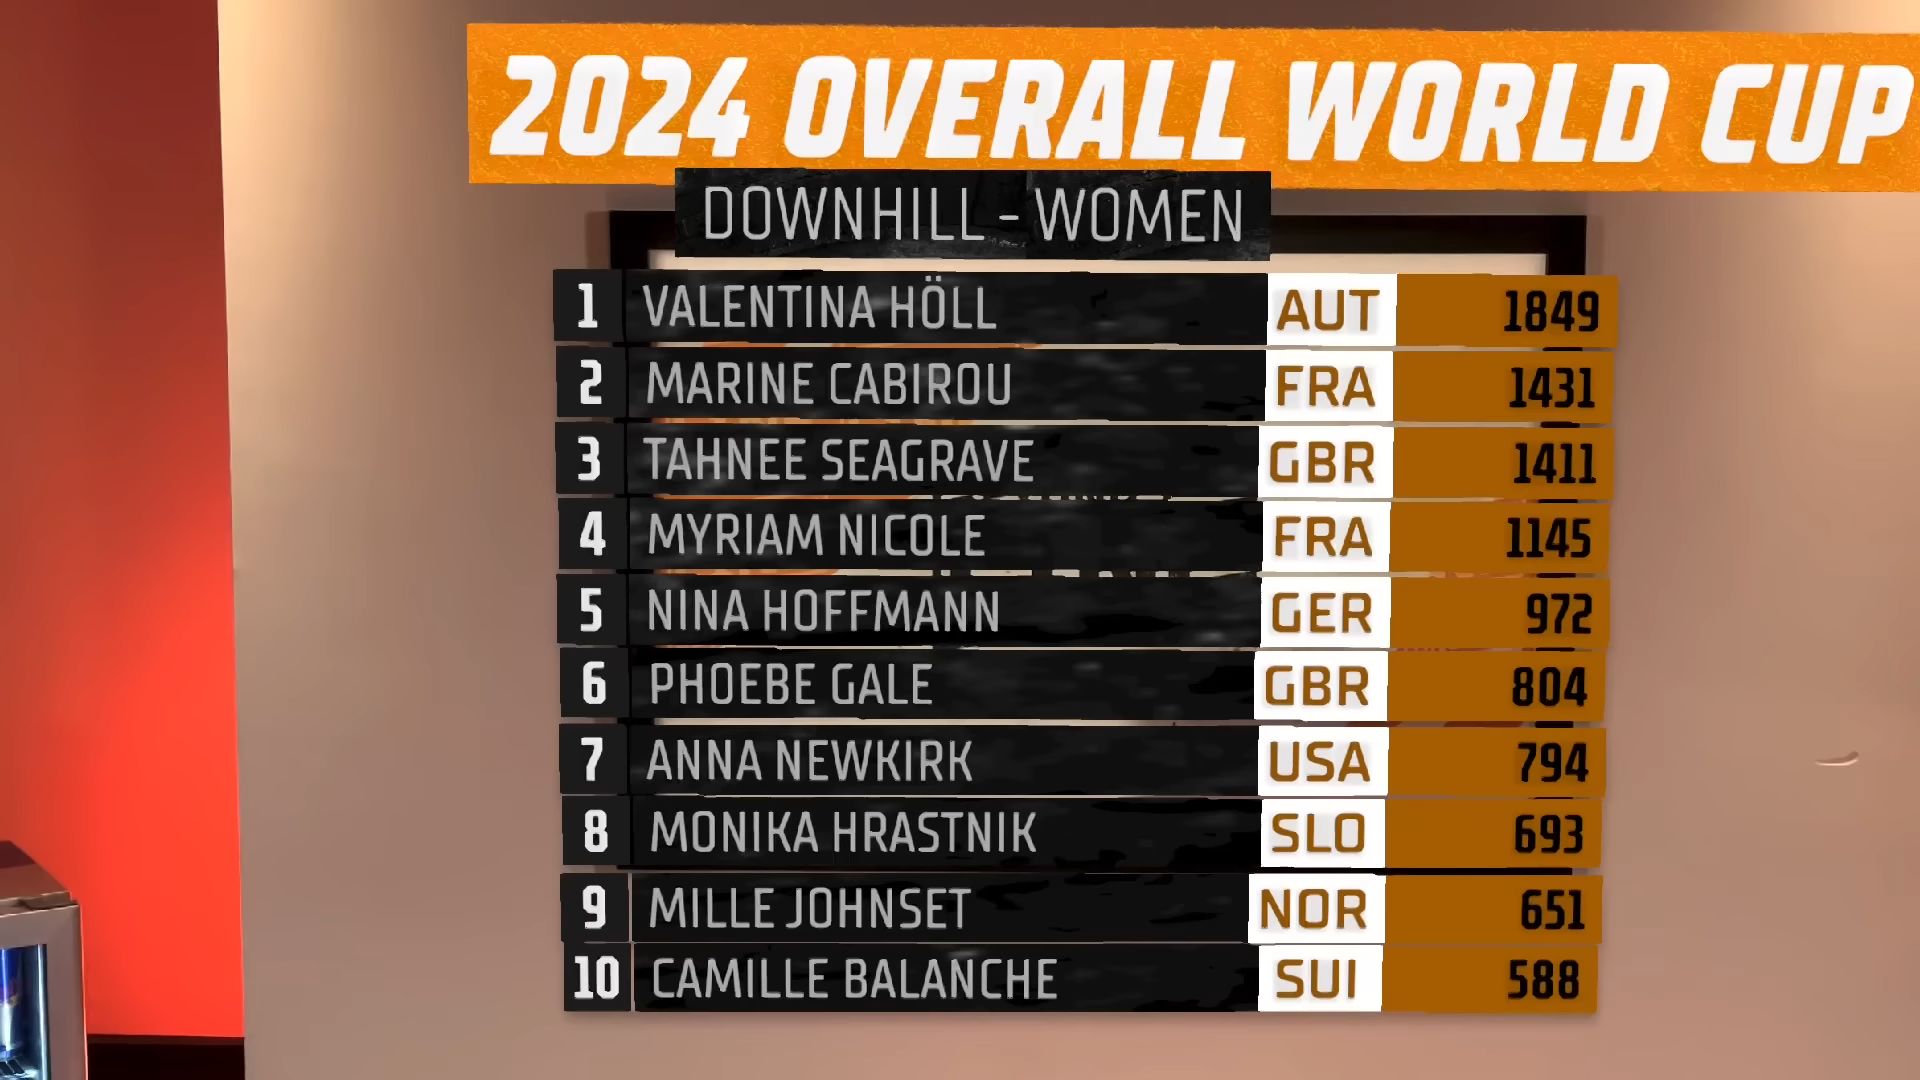 2024 OVERALL WORLD CUP
DOWNHILL - WOMEN
1 VALENTINA HÖLL AUT 1849
2 MARINE CABIROU FRA 1431
3 TAHNEE SEAGRAVE GBR 1411
4 MYRIAM NICOLE FRA 1145
5 NINA HOFFMANN GER 972
6 PHOEBE GALE GBR 804
7 ANNA NEWKIRK USA 794
8 MONIKA HRASTNIK SLO 693
9 MILLE JOHNSET NOR 651
10 CAMILLE BALANCHE SUI 588